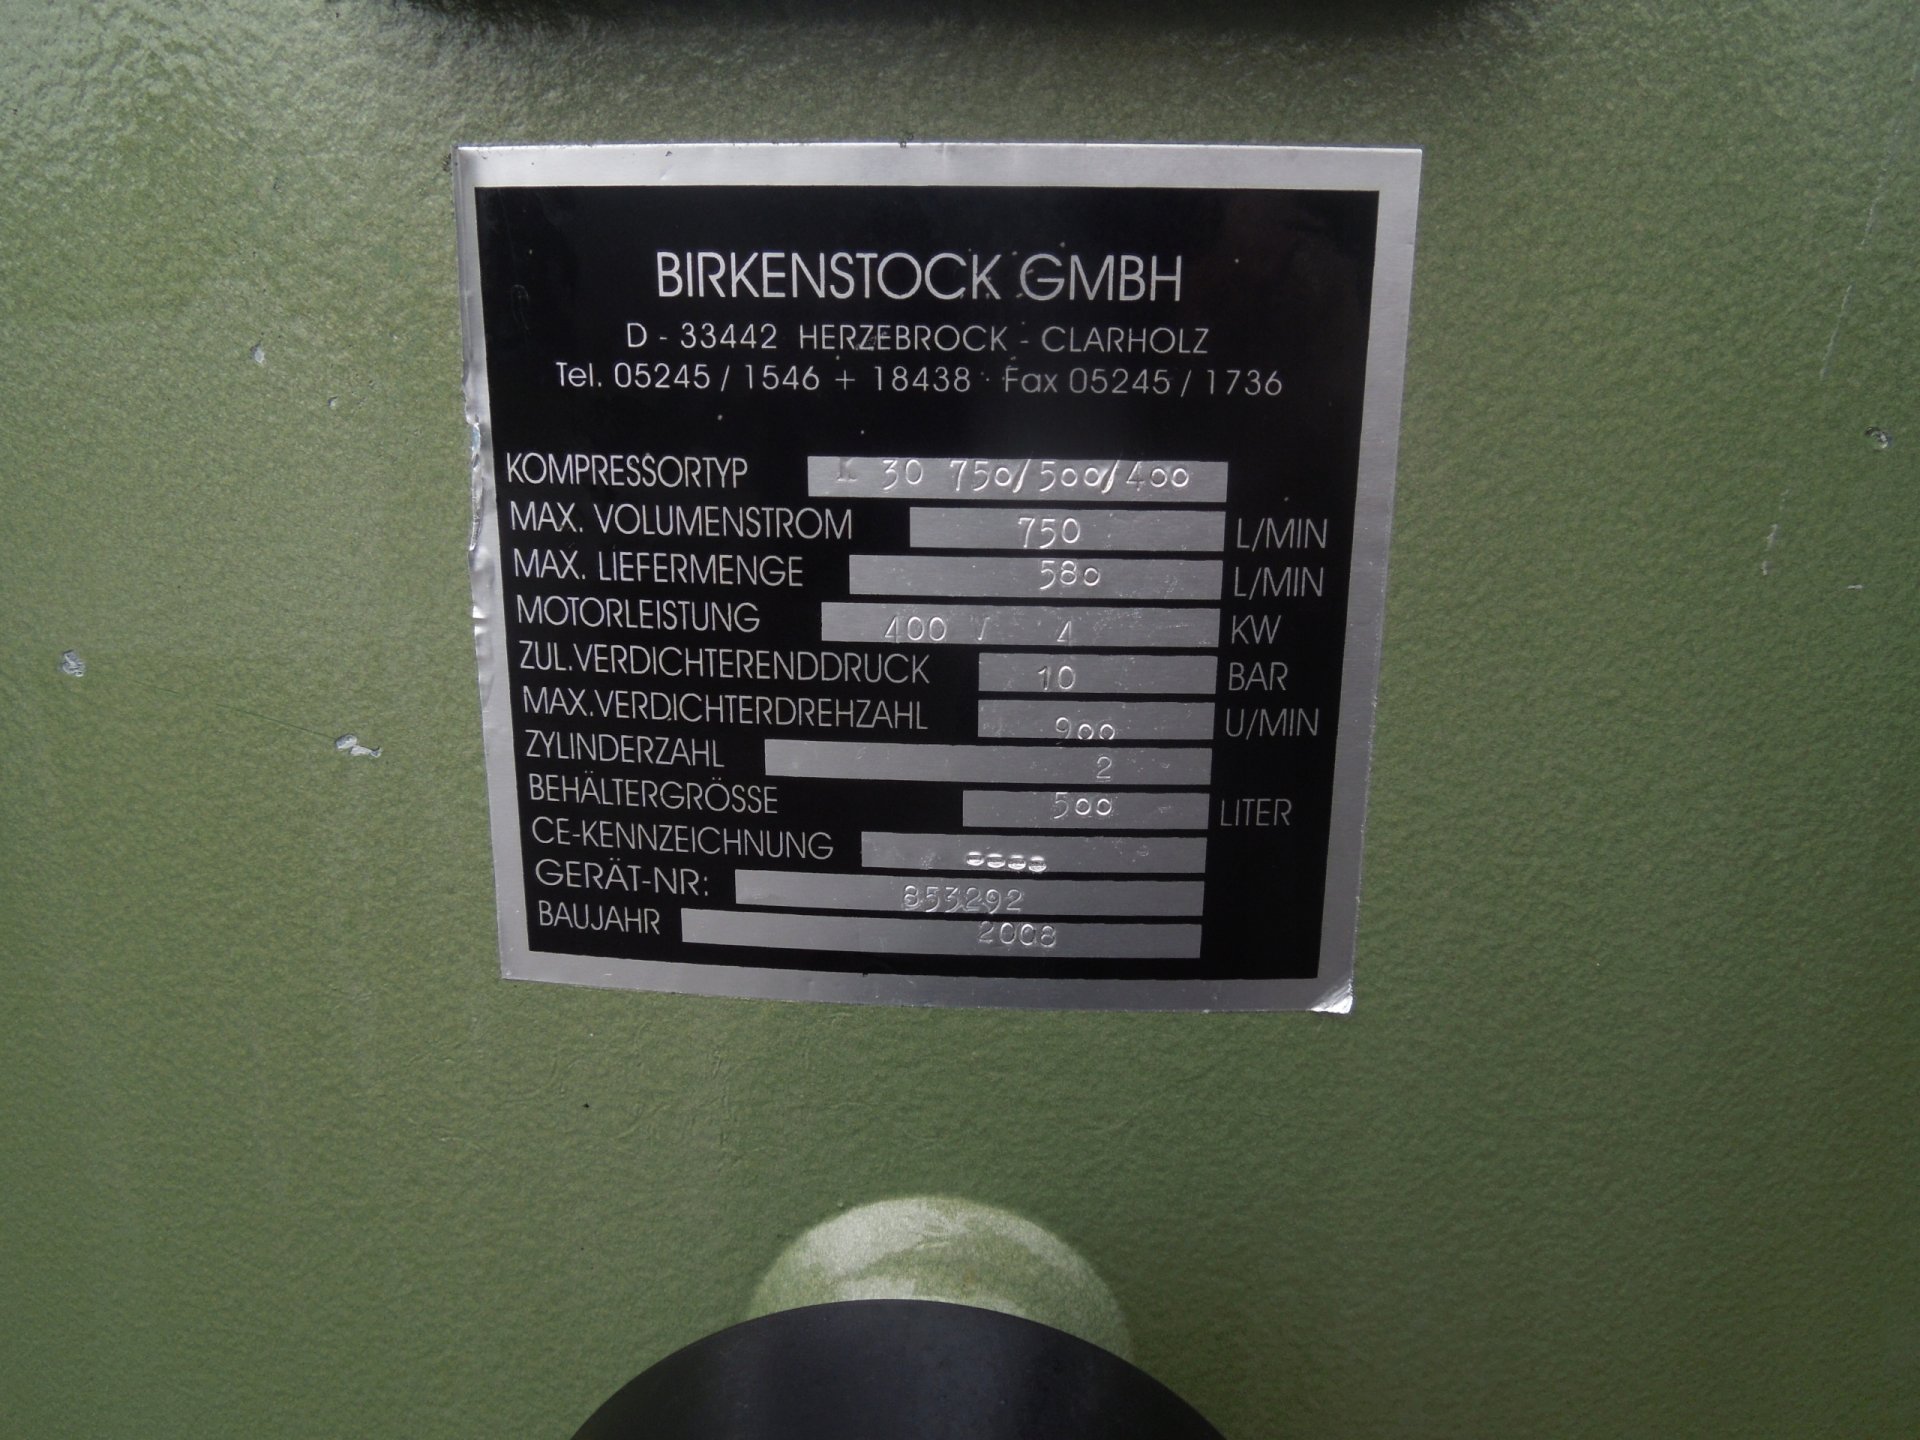 BIRKENSTOCK GMBH
D - 33442 HERZEBROCK - CLARHOLZ
Tel. 05245 / 1546 + 18438 · Fax 05245 / 1736
KOMPRESSORTYP K 30 750/500/400
MAX. VOLUMENSTROM 750 L/MIN
MAX. LIEFERMENGE 580 L/MIN
MOTORLEISTUNG 400 V 4 KW
ZUL.VERDICHTERENDDRUCK 10 BAR
MAX.VERDICHTERDREHZAHL 900 U/MIN
ZYLINDERZAHL 2
BEHÄLTERGRÖSSE 500 LITER
CE-KENNZEICHNUNG
GERÄT-NR: 853292
BAUJAHR 2008